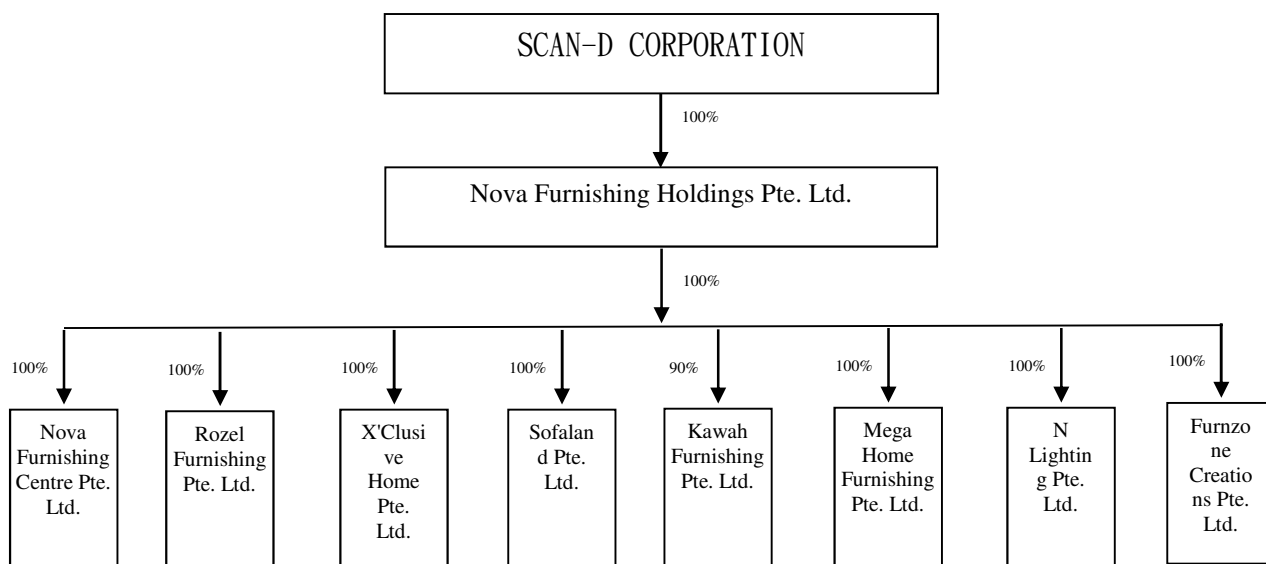 SCAN-D CORPORATION
100%
Nova Furnishing Holdings Pte. Ltd.
100%
100%
100%
100%
100%
90%
100%
100%
100%
Nova
Furnishing
Centre Pte.
Ltd.
Rozel
Furnishing
Pte. Ltd.
X'Clusi
ve
Home
Pte.
Ltd.
Sofalan
d Pte.
Ltd.
Kawah
Furnishing
Pte. Ltd.
Mega
Home
Furnishing
Pte. Ltd.
N
Lightin
g Pte.
Ltd.
Furnzo
ne
Creatio
ns Pte.
Ltd.